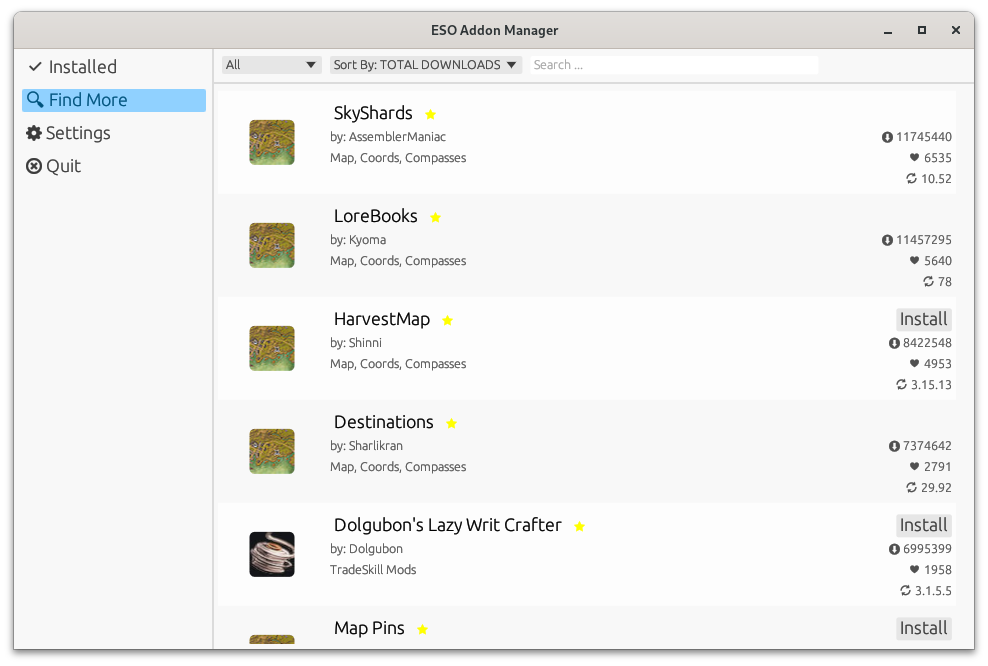 ESO Addon Manager
Installed
Find More
Settings
Quit
All
Sort By: TOTAL DOWNLOADS
Search ...
SkyShards
by: AssemblerManiac
Map, Coords, Compasses
11745440
6535
10.52
LoreBooks
by: Kyoma
Map, Coords, Compasses
11457295
5640
78
HarvestMap
Install
by: Shinni
8422548
Map, Coords, Compasses
4953
3.15.13
Destinations
by: Sharlikran
7374642
Map, Coords, Compasses
2791
29.92
Dolgubon's Lazy Writ Crafter
Install
by: Dolgubon
6995399
TradeSkill Mods
1958
3.1.5.5
Map Pins
Install